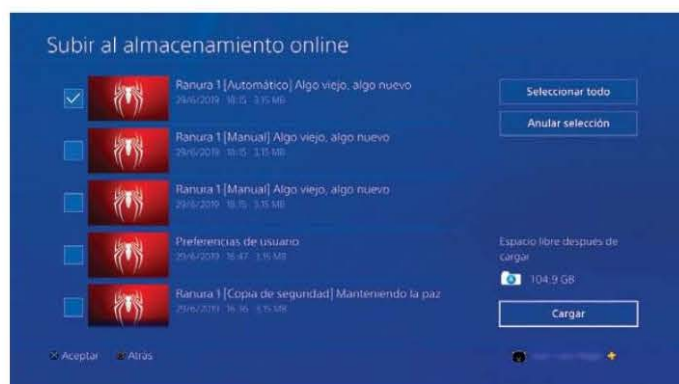 Subir al almacenamiento online
Ranura 1 [Automático] Algo viejo, algo nuevo
29/6/2019 18:15 3,15 MB
Seleccionar todo
Ranura 1 [Manual] Algo viejo, algo nuevo
29/6/2019 18:15 3,15 MB
Anular selección
Ranura 1 [Manual] Algo viejo, algo nuevo
29/6/2019 18:15 3,15 MB
Preferencias de usuario
29/6/2019 16:47 3,15 MB
Espacio libre después de
cargar
104.9 GB
Ranura 1 [Copia de seguridad] Manteniendo la paz
29/6/2019 16:36 3,15 MB
Cargar
Aceptar Atrás